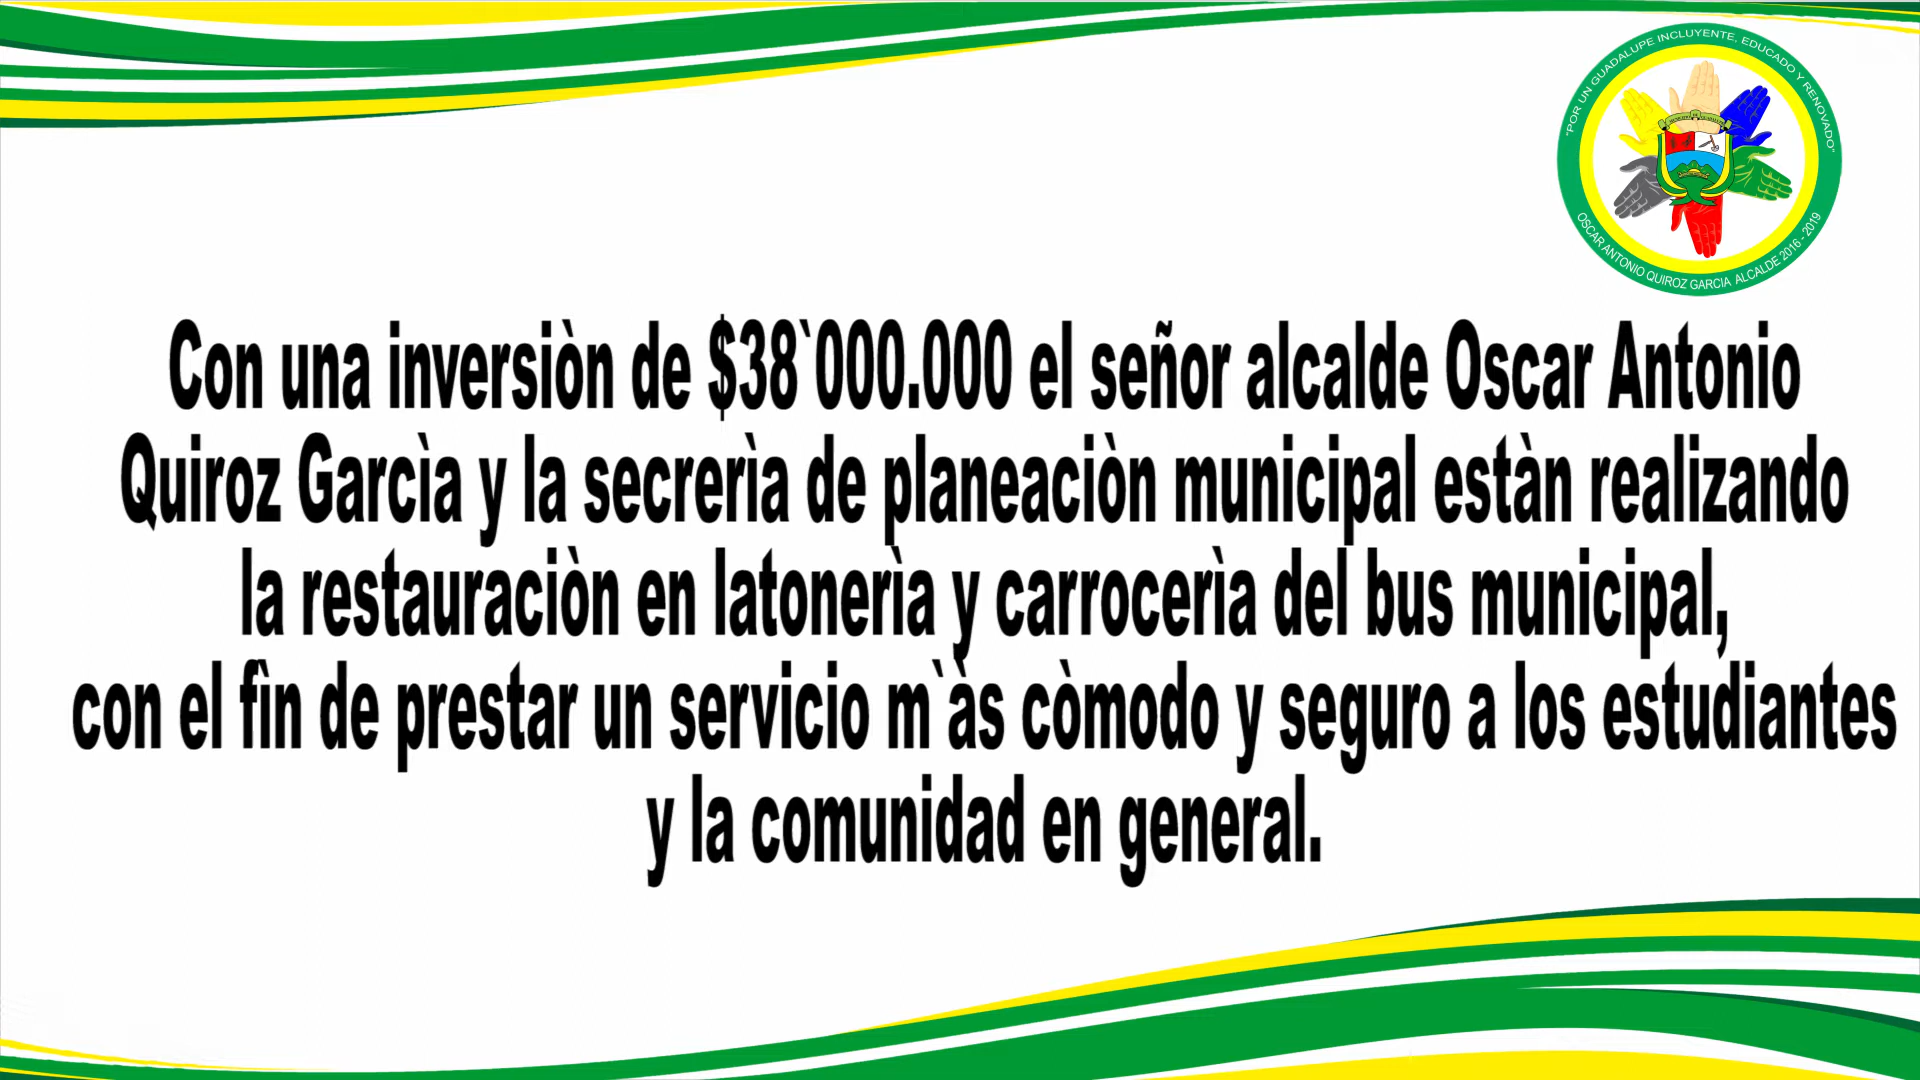 "POR UN GUADALUPE INCLUYENTE, EDUCADO Y RENOVADO"
OSCAR ANTONIO QUIROZ GARCIA ALCALDE 2016 - 2019
Con una inversiòn de $38`000.000 el señor alcalde Oscar Antonio
Quiroz Garcìa y la secrerìa de planeaciòn municipal estàn realizando
la restauraciòn en latonerìa y carrocerìa del bus municipal,
con el fìn de prestar un servicio m`às còmodo y seguro a los estudiantes
y la comunidad en general.